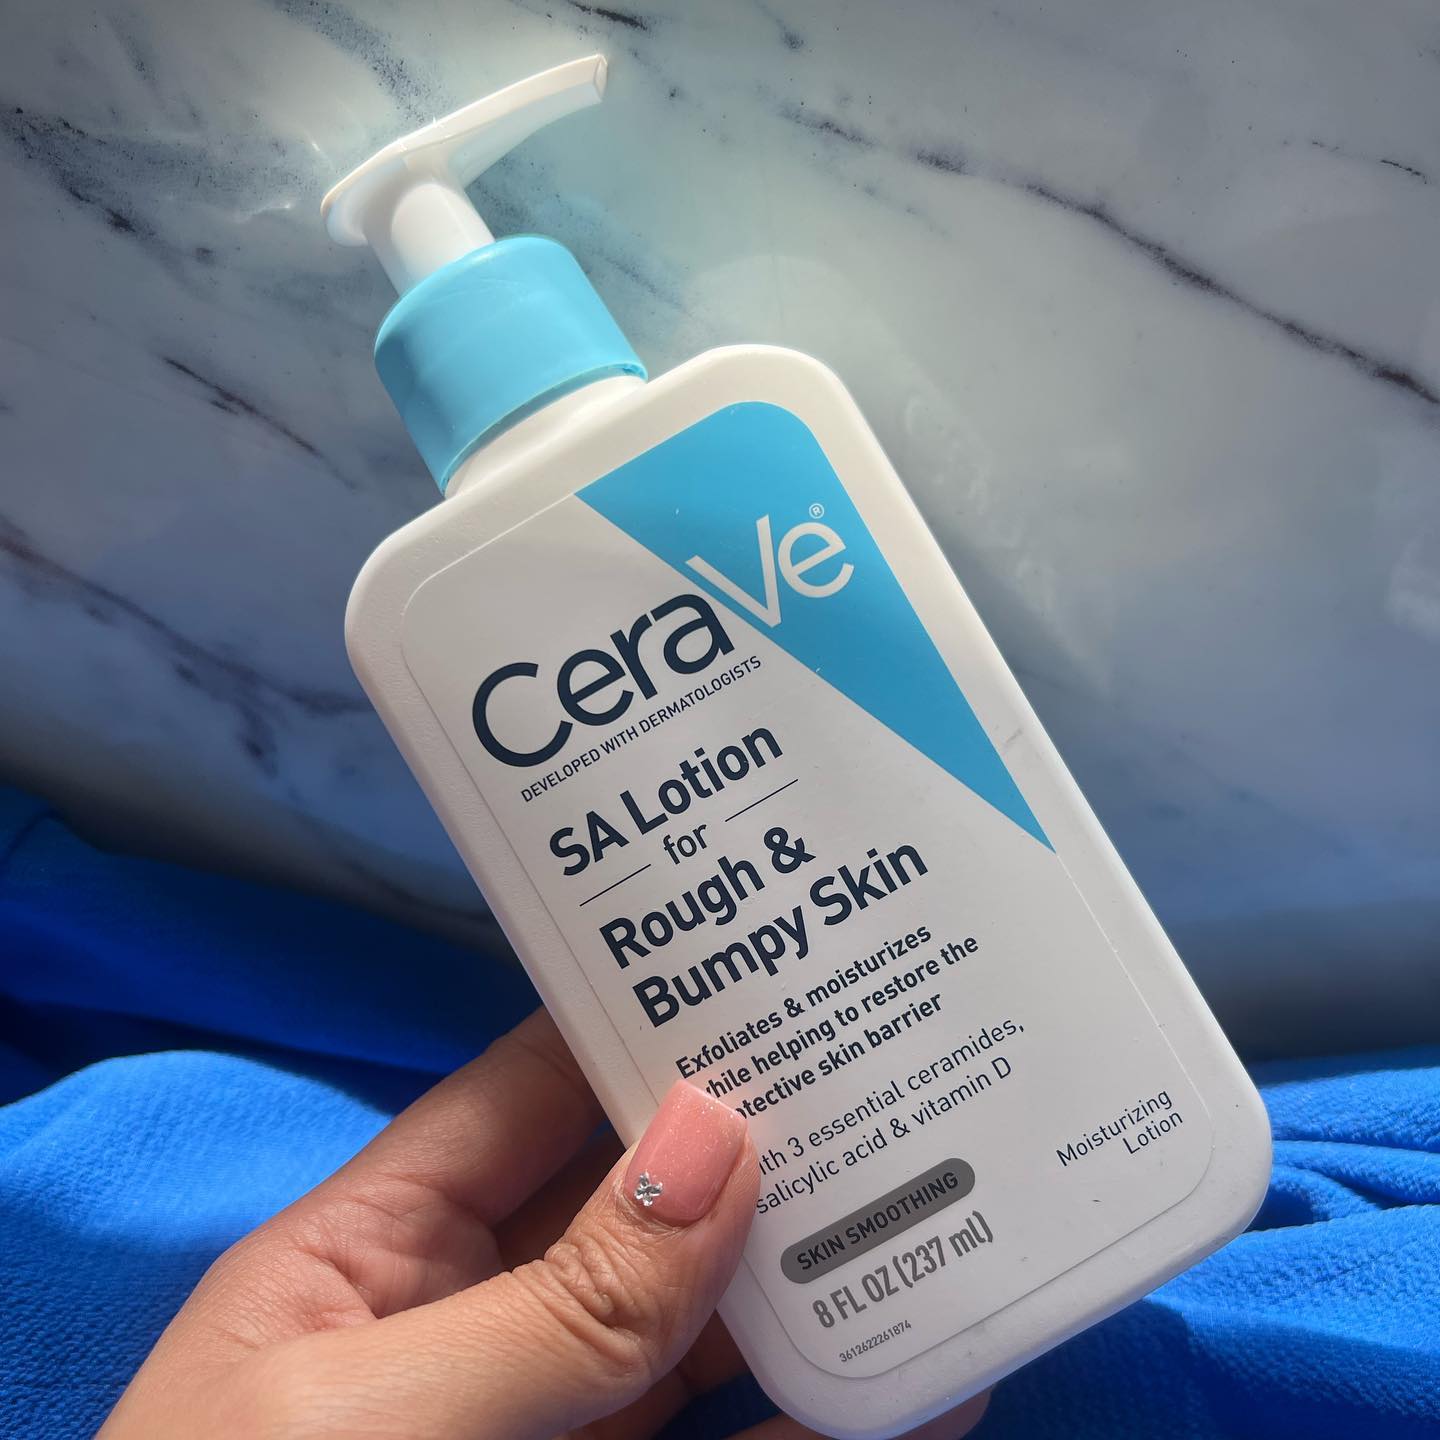 CeraVe®
DEVELOPED WITH DERMATOLOGISTS
SA Lotion
for
Rough &
Bumpy Skin
Exfoliates & moisturizes
while helping to restore the
skin barrier
3 essential ceramides,
salicylic acid & vitamin D
Moisturizing
Lotion
SKIN SMOOTHING
8 FL OZ (237 ml)
3612622261874